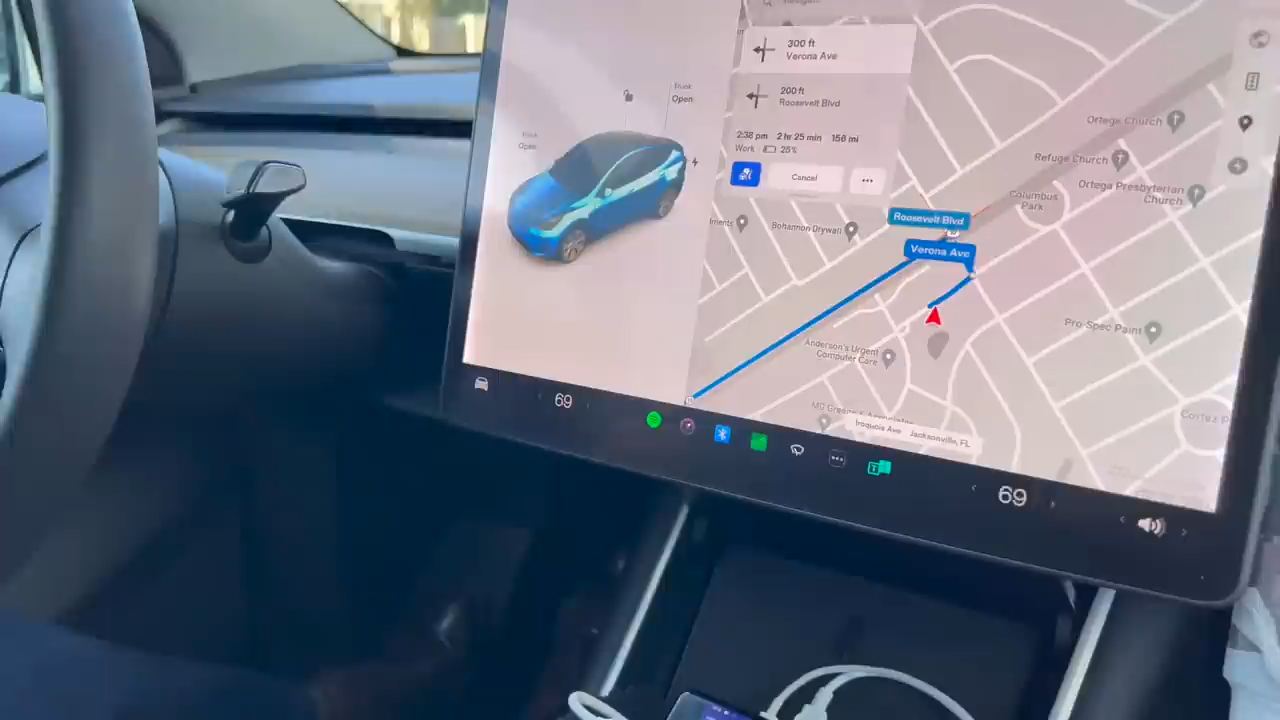 300 ft
Verona Ave
200 ft
Roosevelt Blvd
2:38 pm 2 hr 25 min 156 mi
Work 25%
Cancel
Trunk
Open
Open
Ortega Church
Refuge Church
Ortega Presbyterian
Church
Columbus
Park
Bohannon Drywall
Roosevelt Blvd
Verona Ave
Pro-Spec Paint
Anderson's Urgent
Computer Care
Iroquois Ave Jacksonville, FL
69
69